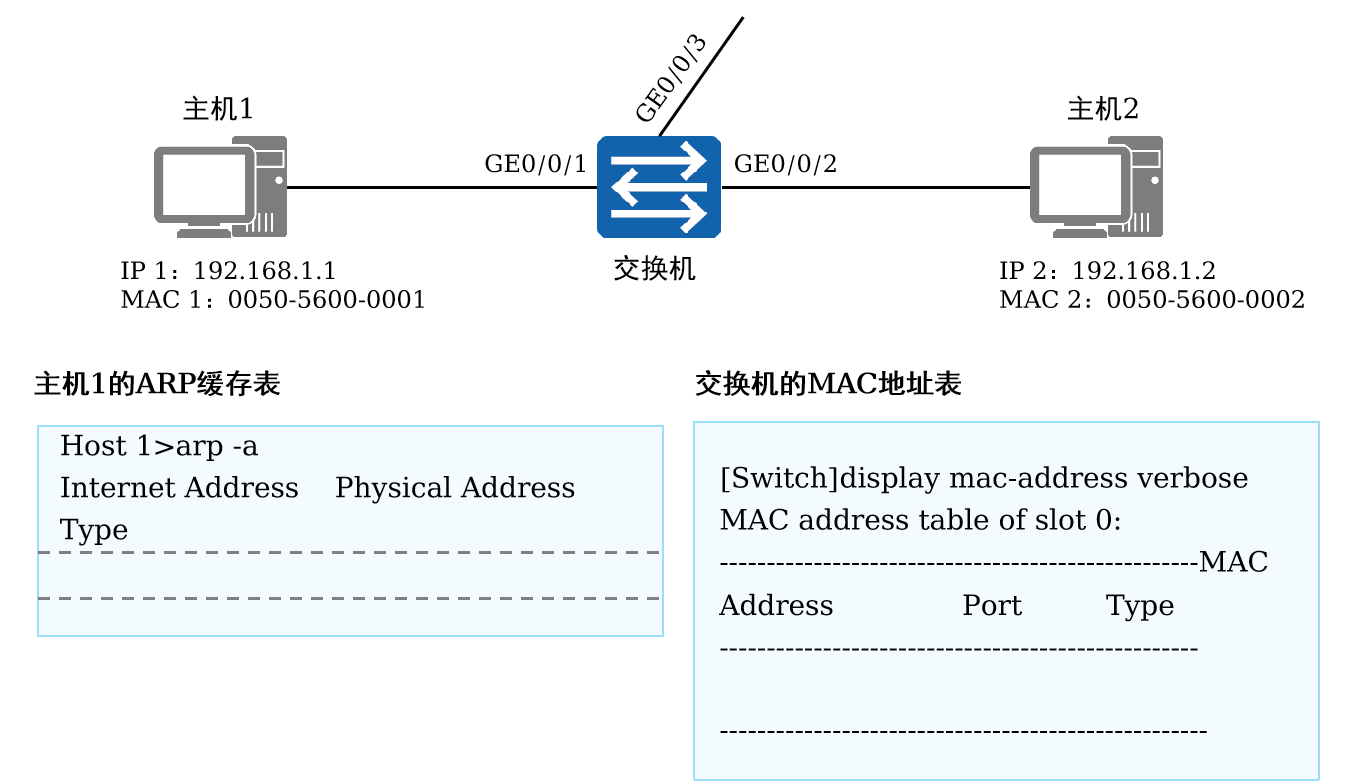 GE0/0/3
主机1
主机2
GE0/0/1
GE0/0/2
交换机
IP 1：192.168.1.1
MAC 1：0050-5600-0001
IP 2：192.168.1.2
MAC 2：0050-5600-0002
主机1的ARP缓存表
Host 1>arp -a
Internet Address Physical Address
Type
交换机的MAC地址表
[Switch]display mac-address verbose
MAC address table of slot 0:
---------------------------------------------------MAC
Address Port Type
---------------------------------------------------
----------------------------------------------------